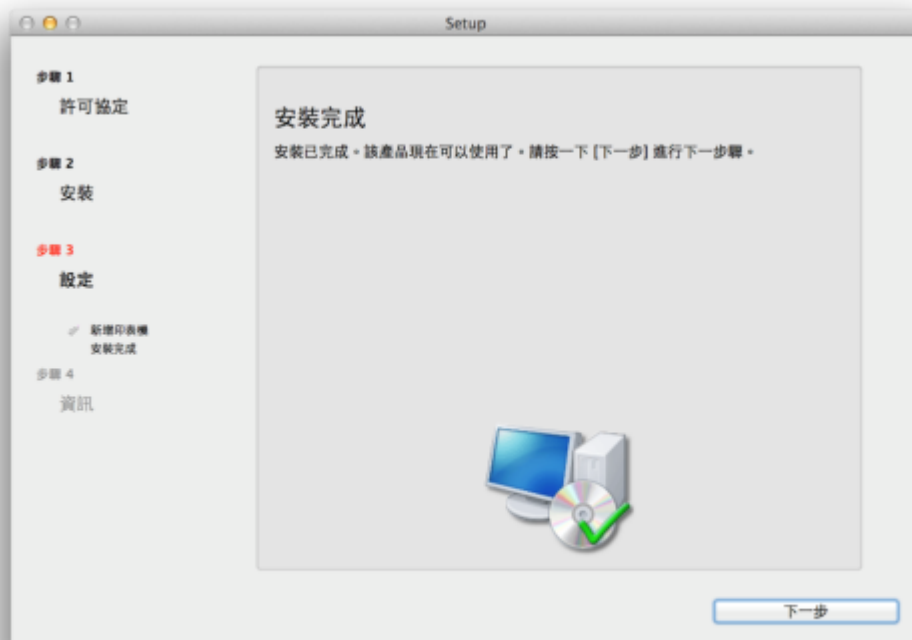 Setup
步驟 1
許可協定
步驟 2
安裝
步驟 3
設定
新增印表機
安裝完成
步驟 4
資訊
安裝完成
安裝已完成。該產品現在可以使用了。請按一下 [下一步] 進行下一步驟。
下一步